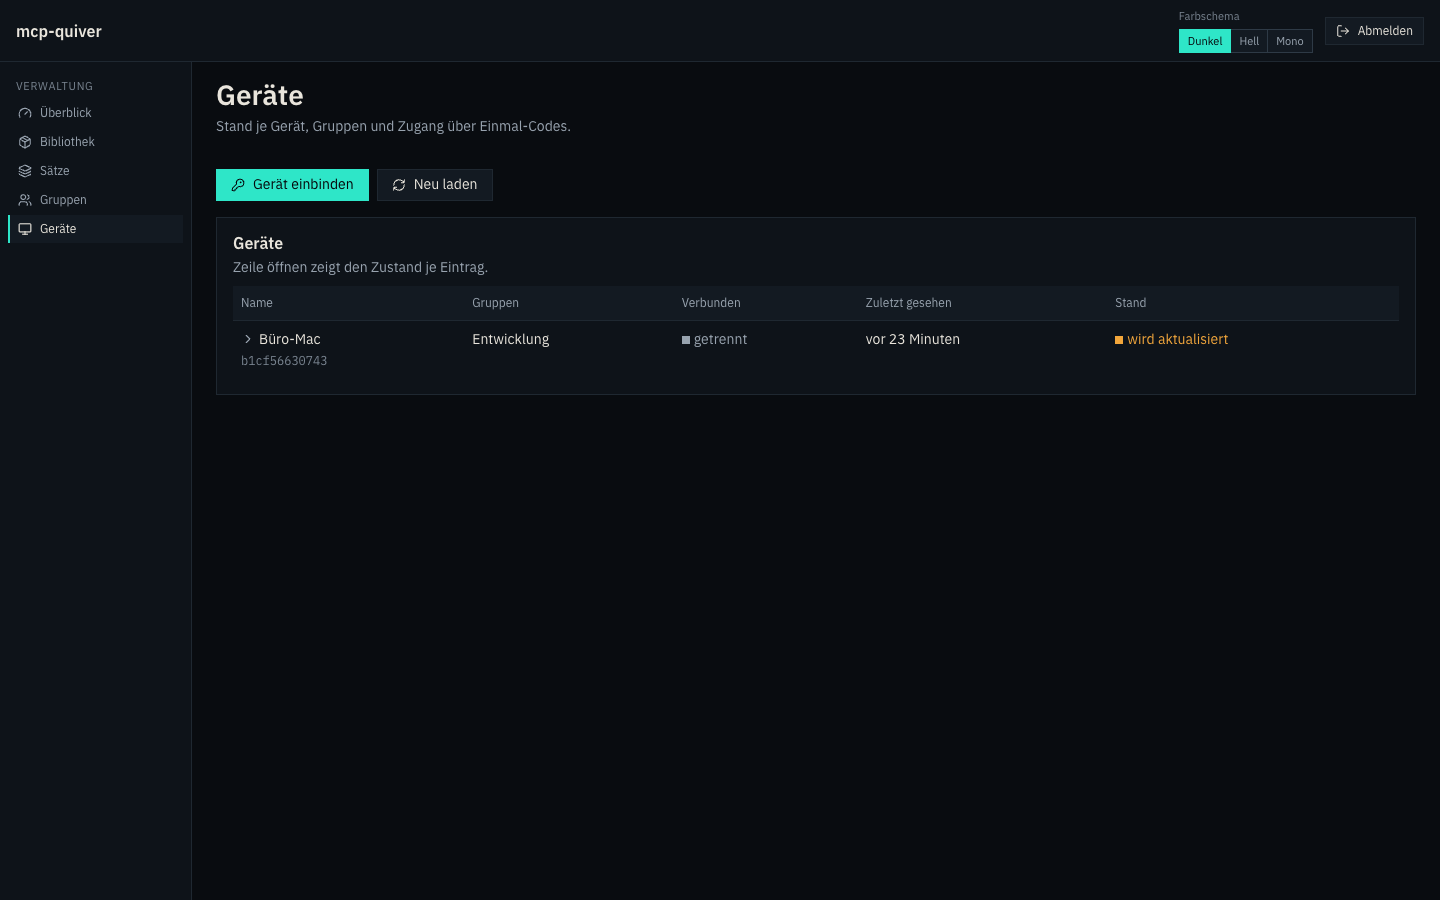 mcp-quiver
Farbschema
Dunkel Hell Mono
Abmelden
VERWALTUNG
Überblick
Bibliothek
Sätze
Gruppen
Geräte
Geräte
Stand je Gerät, Gruppen und Zugang über Einmal-Codes.
Gerät einbinden Neu laden
Geräte
Zeile öffnen zeigt den Zustand je Eintrag.
Name Gruppen Verbunden Zuletzt gesehen Stand
Büro-Mac Entwicklung getrennt vor 23 Minuten wird aktualisiert
b1cf56630743